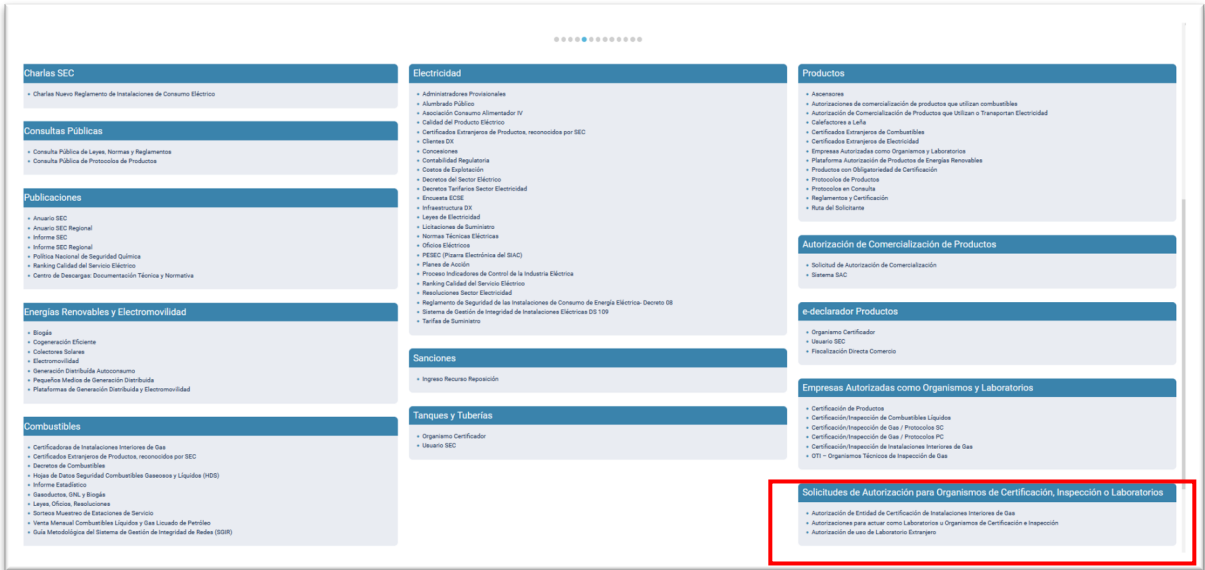 Charlas SEC
Charlas Nuevo Reglamento de Instalaciones de Consumo Eléctrico
Consultas Públicas
Consulta Pública de Leyes, Normas y Reglamentos
Consulta Pública de Protocolos de Productos
Publicaciones
Anuario SEC
Anuario SEC Regional
Informe SEC
Informe SEC Regional
Política Nacional de Seguridad Química
Ranking Calidad del Servicio Eléctrico
Centro de Descargas: Documentación Técnica y Normativa
Energías Renovables y Electromovilidad
Biogás
Cogeneración Eficiente
Colectores Solares
Electromovilidad
Generación Distribuida Autoconsumo
Pequeños Medios de Generación Distribuida
Plataformas de Generación Distribuida y Electromovilidad
Combustibles
Certificadoras de Instalaciones Interiores de Gas
Certificados Extranjeros de Productos, reconocidos por SEC
Decretos de Combustibles
Hojas de Datos Seguridad Combustibles Gaseosos y Líquidos (HDS)
Informe Estadístico
Gasoductos, GNL y Biogás
Leyes, Oficios, Resoluciones
Sorteos Muestreo de Estaciones de Servicio
Venta Mensual Combustibles Líquidos y Gas Licuado de Petróleo
Guía Metodológica del Sistema de Gestión de Integridad de Redes (SGIR)
Electricidad
Administradores Provisionales
Alumbrado Público
Asociación Consumo Alimentador IV
Calidad del Producto Eléctrico
Certificados Extranjeros de Productos, reconocidos por SEC
Clientes DX
Concesiones
Contabilidad Regulatoria
Costos de Explotación
Decretos del Sector Eléctrico
Decretos Tarifarios Sector Electricidad
Encuesta ECSE
Infraestructura DX
Leyes de Electricidad
Licitaciones de Suministro
Normas Técnicas Eléctricas
Oficios Eléctricos
PESEC (Pizarra Electrónica del SIAC)
Planes de Acción
Proceso Indicadores de Control de la Industria Eléctrica
Ranking Calidad del Servicio Eléctrico
Resoluciones Sector Electricidad
Reglamento de Seguridad de las Instalaciones de Consumo de Energía Eléctrica- Decreto 08
Sistema de Gestión de Integridad de Instalaciones Eléctricas DS 109
Tarifas de Suministro
Sanciones
Ingreso Recurso Reposición
Tanques y Tuberías
Organismo Certificador
Usuario SEC
Productos
Ascensores
Autorizaciones de comercialización de productos que utilizan combustibles
Autorización de Comercialización de Productos que Utilizan o Transportan Electricidad
Calefactores a Leña
Certificados Extranjeros de Combustibles
Certificados Extranjeros de Electricidad
Empresas Autorizadas como Organismos y Laboratorios
Plataforma Autorización de Productos de Energías Renovables
Productos con Obligatoriedad de Certificación
Protocolos de Productos
Protocolos en Consulta
Reglamentos y Certificación
Ruta del Solicitante
Autorización de Comercialización de Productos
Solicitud de Autorización de Comercialización
Sistema SAC
e-declarador Productos
Organismo Certificador
Usuario SEC
Fiscalización Directa Comercio
Empresas Autorizadas como Organismos y Laboratorios
Certificación de Productos
Certificación/Inspección de Combustibles Líquidos
Certificación/Inspección de Gas / Protocolos SC
Certificación/Inspección de Gas / Protocolos PC
Certificación/Inspección de Instalaciones Interiores de Gas
OTI – Organismos Técnicos de Inspección de Gas
Solicitudes de Autorización para Organismos de Certificación, Inspección o Laboratorios
Autorización de Entidad de Certificación de Instalaciones Interiores de Gas
Autorizaciones para actuar como Laboratorios u Organismos de Certificación e Inspección
Autorización de uso de Laboratorio Extranjero